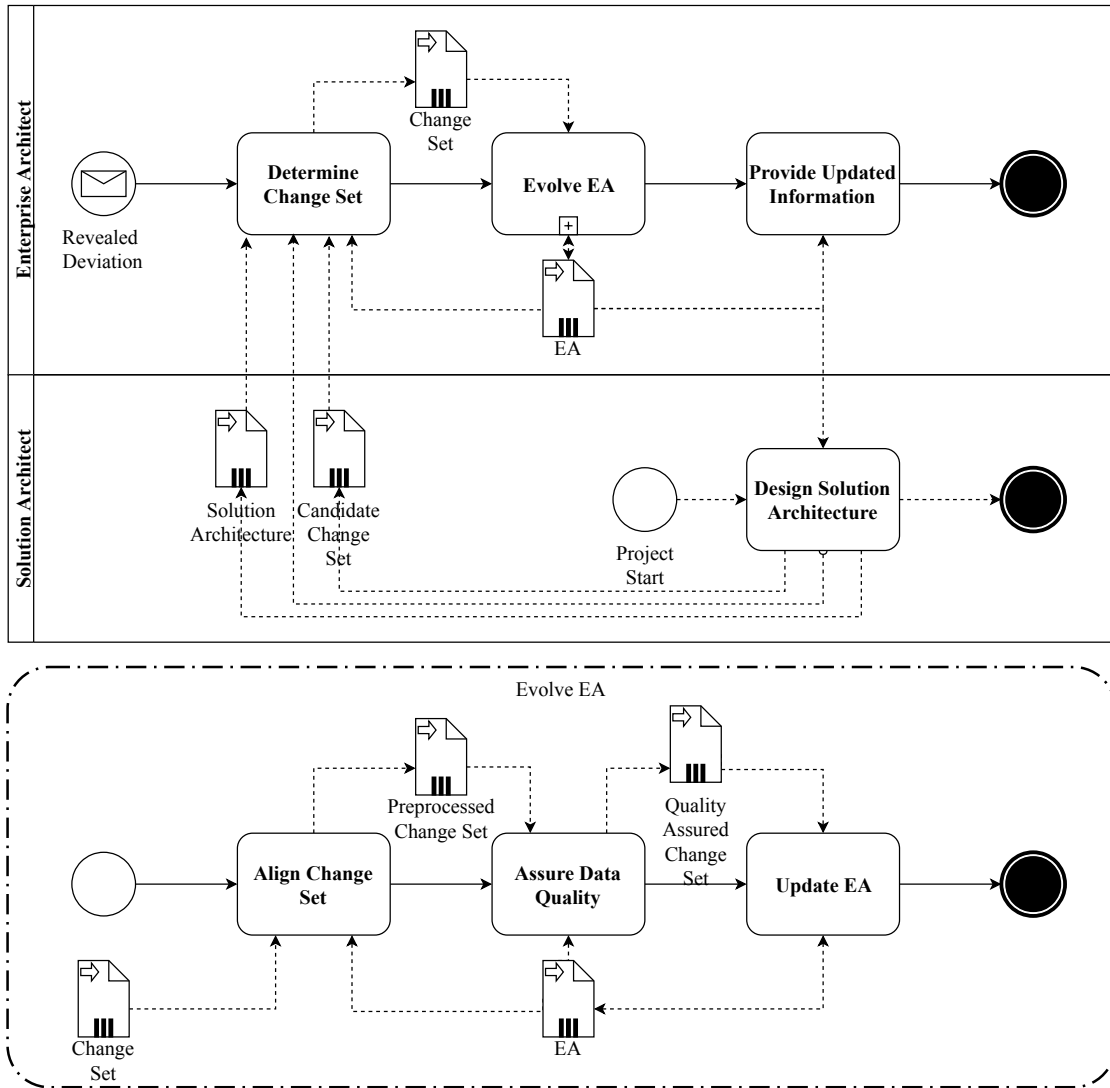 Enterprise Architect
Change
Set
Determine
Change Set
Evolve EA
Provide Updated
Information
Revealed
Deviation
EA
Solution Architect
Solution
Architecture
Candidate
Change
Set
Design Solution
Architecture
Project
Start
Evolve EA
Preprocessed
Change Set
Quality
Assured
Change
Set
Align Change
Set
Assure Data
Quality
Update EA
Change
Set
EA